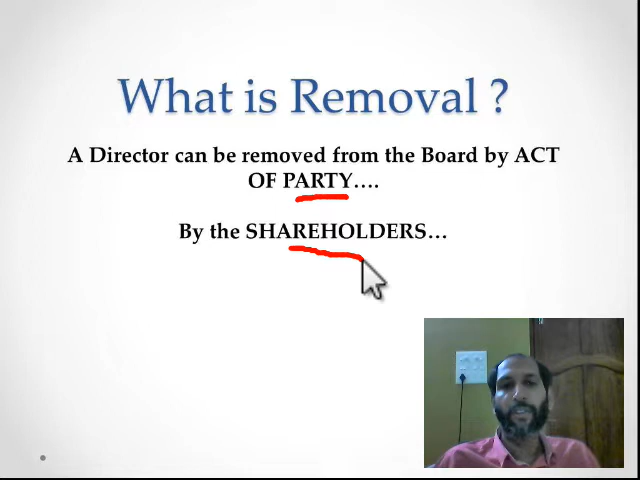 What is Removal ?
A Director can be removed from the Board by ACT
OF PARTY....
By the SHAREHOLDERS...